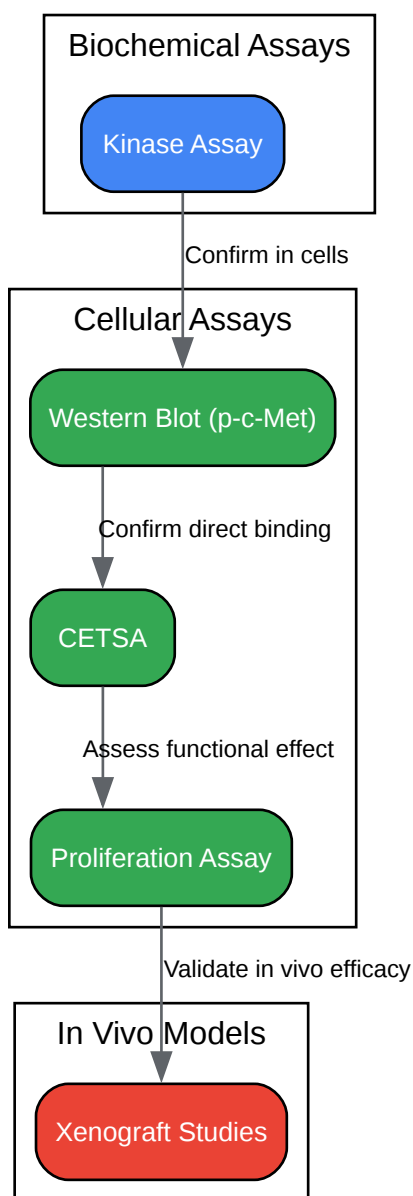 Biochemical Assays
Kinase Assay
Confirm in cells
Cellular Assays
Western Blot (p-c-Met)
Confirm direct binding
CETSA
Assess functional effect
Proliferation Assay
Validate in vivo efficacy
In Vivo Models
Xenograft Studies